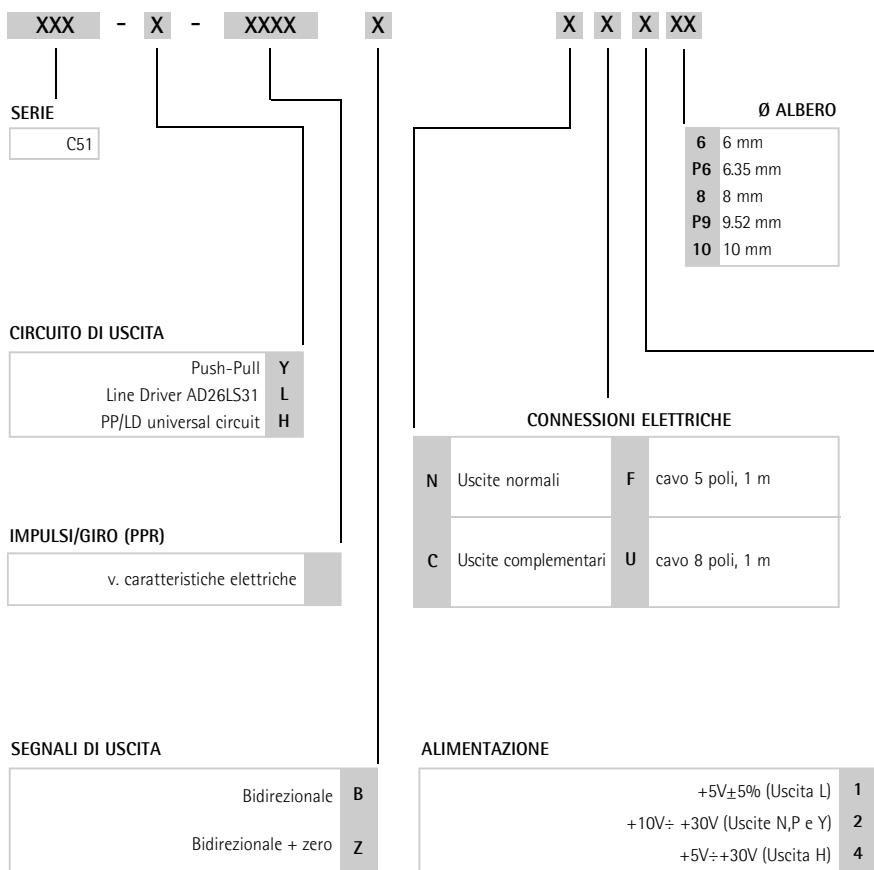 XXX - X - XXXX X X X X XX
SERIE
C51
Ø ALBERO
6 6 mm
P6 6.35 mm
8 8 mm
P9 9.52 mm
10 10 mm
CIRCUITO DI USCITA
Push-Pull Y
Line Driver AD26LS31 L
PP/LD universal circuit H
CONNESSIONI ELETTRICHE
N Uscite normali F cavo 5 poli, 1 m
C Uscite complementari U cavo 8 poli, 1 m
IMPULSI/GIRO (PPR)
v. caratteristiche elettriche
SEGNALI DI USCITA
Bidirezionale B
Bidirezionale + zero Z
ALIMENTAZIONE
+5V±5% (Uscita L) 1
+10V÷ +30V (Uscite N,P e Y) 2
+5V÷+30V (Uscita H) 4